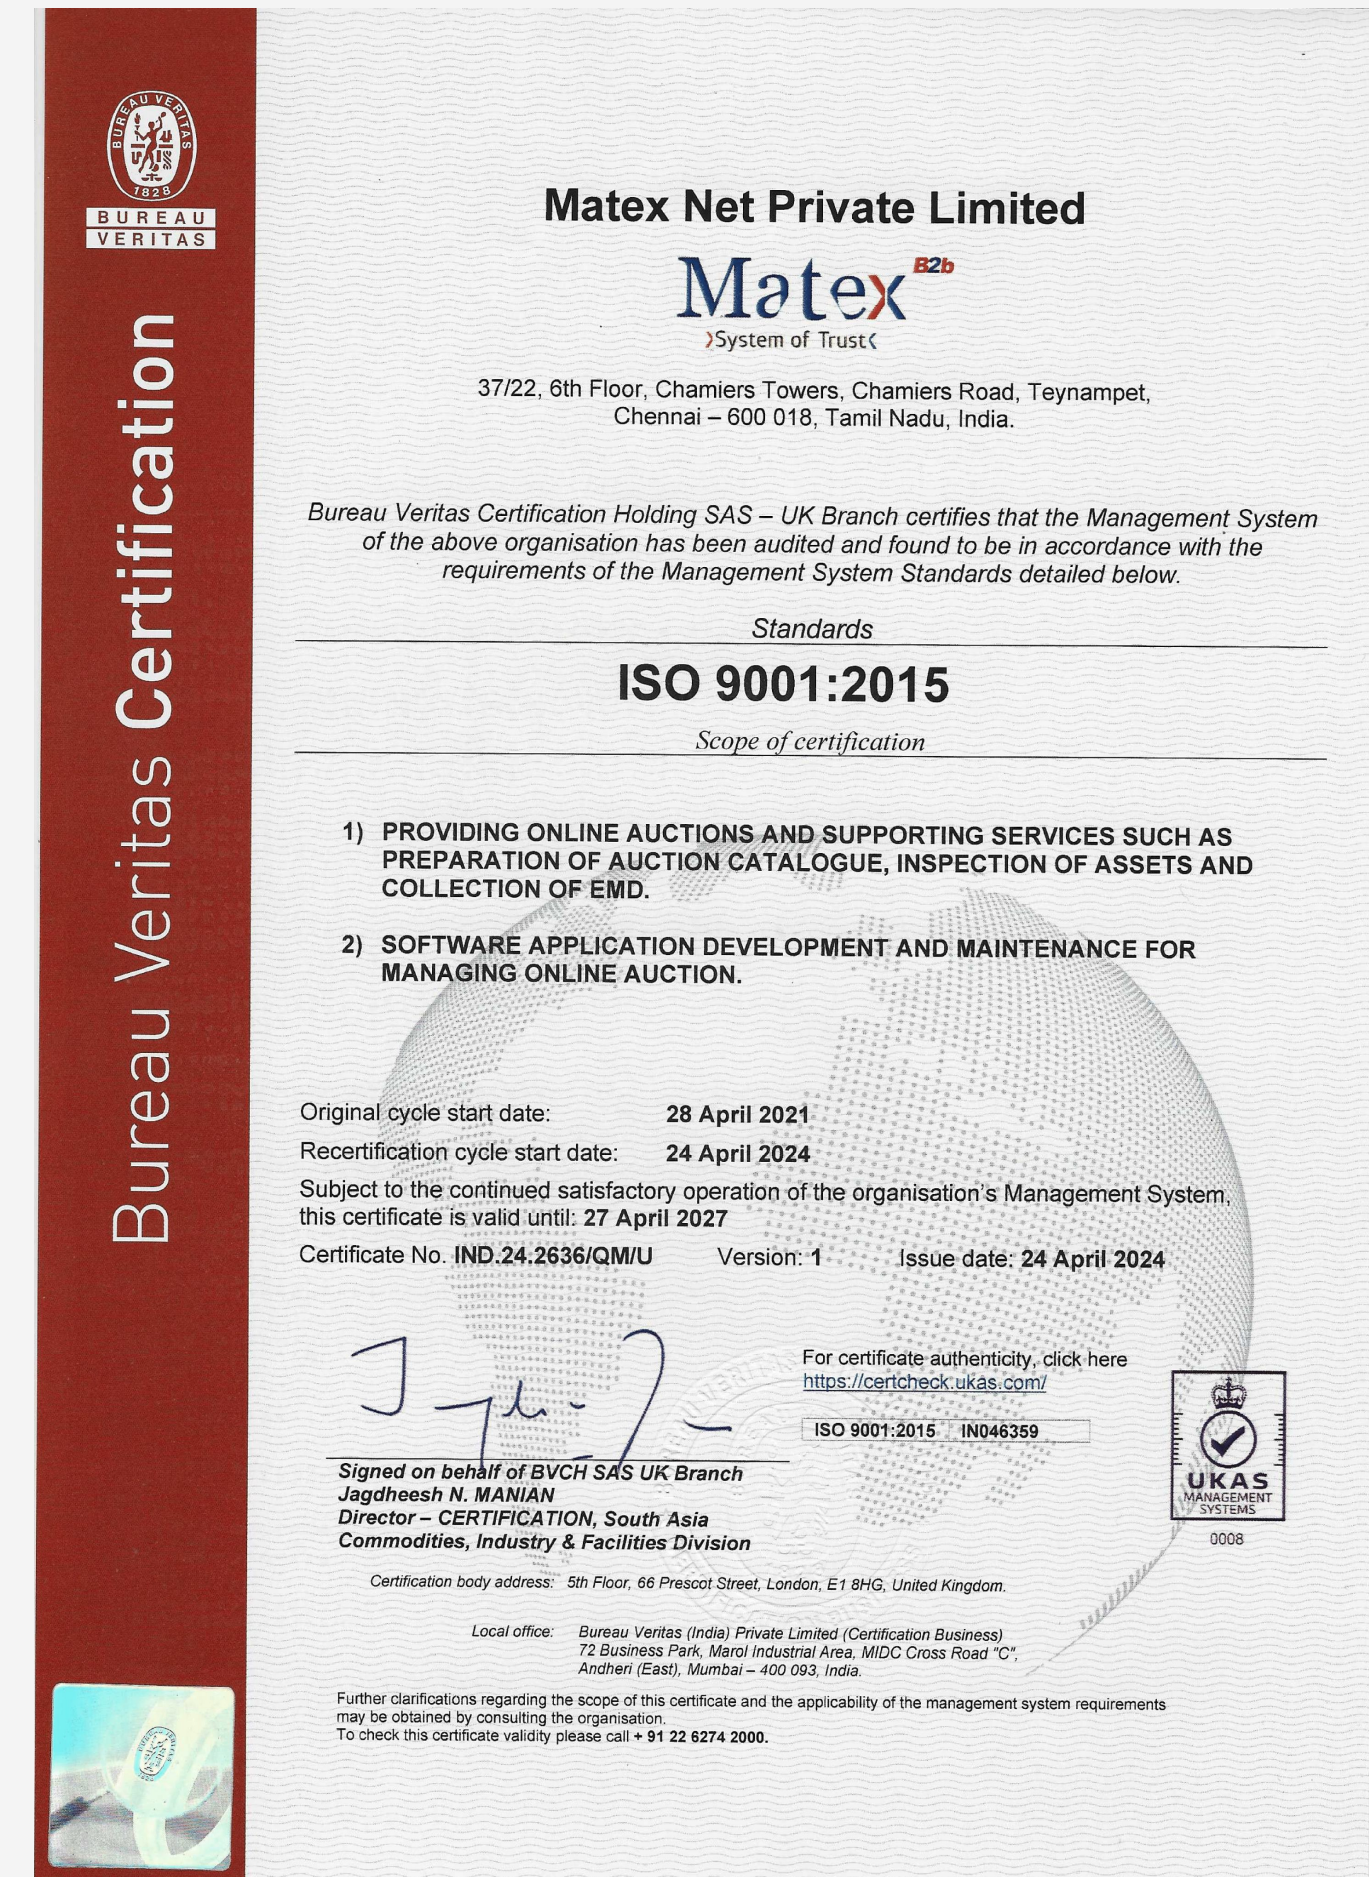 BUREAU VERITAS
1828
BUREAU
VERITAS
Bureau Veritas Certification
Matex Net Private Limited
Matex B2b
System of Trust
37/22, 6th Floor, Chamiers Towers, Chamiers Road, Teynampet,
Chennai – 600 018, Tamil Nadu, India.
Bureau Veritas Certification Holding SAS – UK Branch certifies that the Management System
of the above organisation has been audited and found to be in accordance with the
requirements of the Management System Standards detailed below.
Standards
ISO 9001:2015
Scope of certification
1) PROVIDING ONLINE AUCTIONS AND SUPPORTING SERVICES SUCH AS
PREPARATION OF AUCTION CATALOGUE, INSPECTION OF ASSETS AND
COLLECTION OF EMD.
2) SOFTWARE APPLICATION DEVELOPMENT AND MAINTENANCE FOR
MANAGING ONLINE AUCTION.
Original cycle start date: 28 April 2021
Recertification cycle start date: 24 April 2024
Subject to the continued satisfactory operation of the organisation's Management System,
this certificate is valid until: 27 April 2027
Certificate No. IND.24.2636/QM/U Version: 1 Issue date: 24 April 2024
For certificate authenticity, click here
https://certcheck.ukas.com/
ISO 9001:2015 IN046359
UKAS
MANAGEMENT
SYSTEMS
0008
Signed on behalf of BVCH SAS UK Branch
Jagdheesh N. MANIAN
Director – CERTIFICATION, South Asia
Commodities, Industry & Facilities Division
Certification body address: 5th Floor, 66 Prescot Street, London, E1 8HG, United Kingdom.
Local office: Bureau Veritas (India) Private Limited (Certification Business)
72 Business Park, Marol Industrial Area, MIDC Cross Road "C",
Andheri (East), Mumbai – 400 093, India.
Further clarifications regarding the scope of this certificate and the applicability of the management system requirements
may be obtained by consulting the organisation.
To check this certificate validity please call + 91 22 6274 2000.